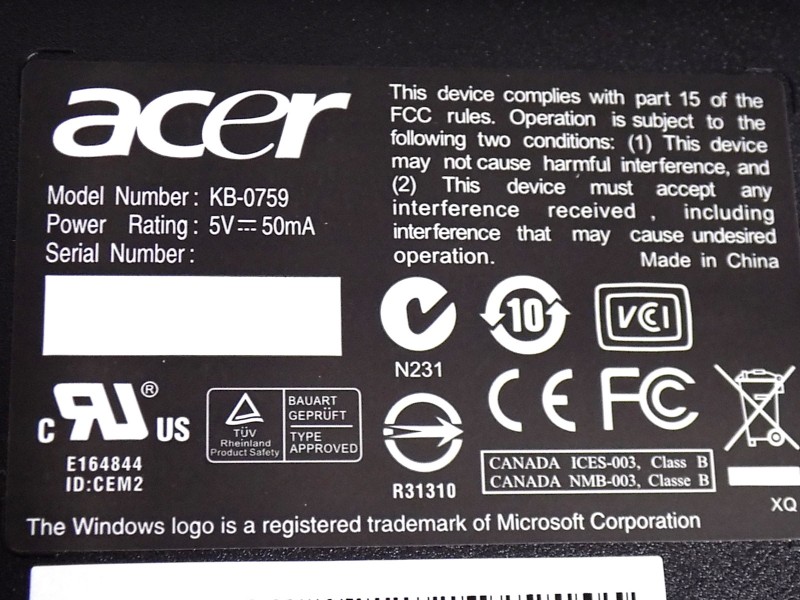 acer
Model Number: KB-0759
Power Rating: 5V⎓50mA
Serial Number:
This device complies with part 15 of the
FCC rules. Operation is subject to the
following two conditions: (1) This device
may not cause harmful interference, and
(2) This device must accept any
interference received , including
interference that may cause undesired
operation.
Made in China
N231
10
VCI
C UR ® US
E164844
ID:CEM2
TÜV
Rheinland
Product Safety
BAUART
GEPRÜFT
TYPE
APPROVED
R31310
CE FC
CANADA ICES-003, Class B
CANADA NMB-003, Classe B
XQ
The Windows logo is a registered trademark of Microsoft Corporation